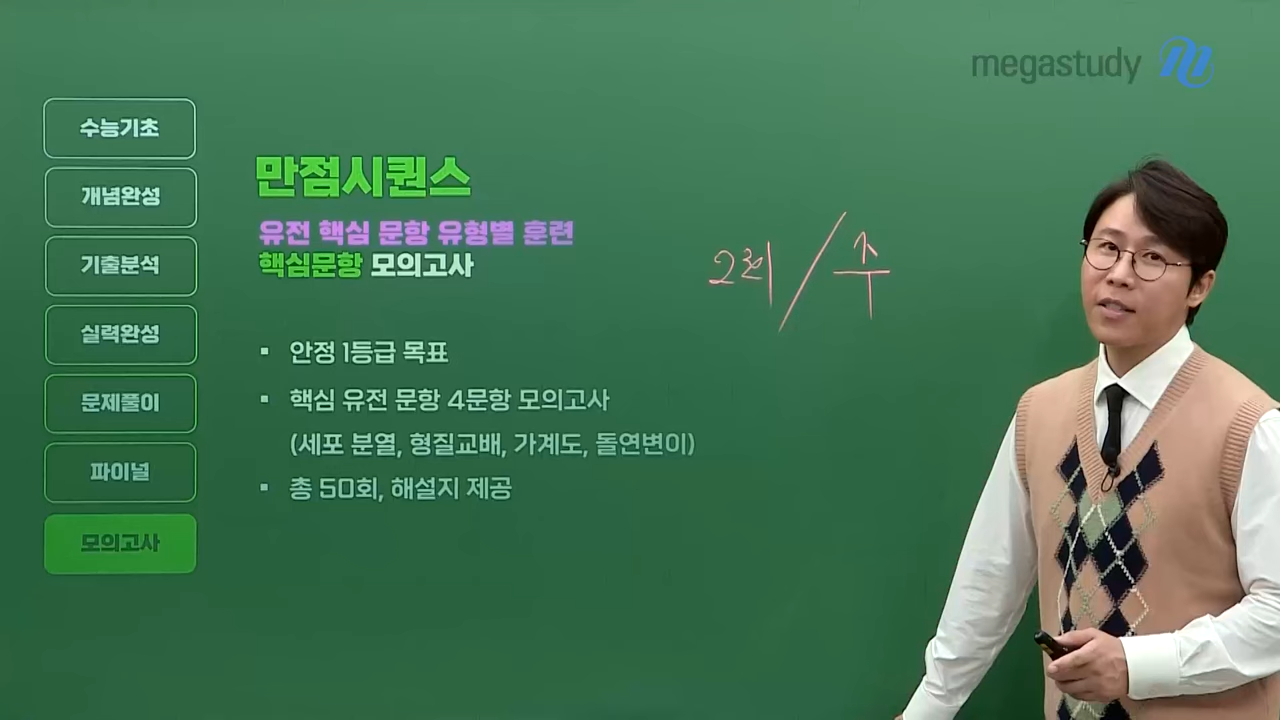 megastudy
수능기초
개념완성
기출분석
실력완성
문제풀이
파이널
모의고사
만점시퀀스
유전 핵심 문항 유형별 훈련
핵심문항 모의고사
▪ 안정 1등급 목표
▪ 핵심 유전 문항 4문항 모의고사
(세포 분열, 형질교배, 가계도, 돌연변이)
▪ 총 50회, 해설지 제공
2회/주